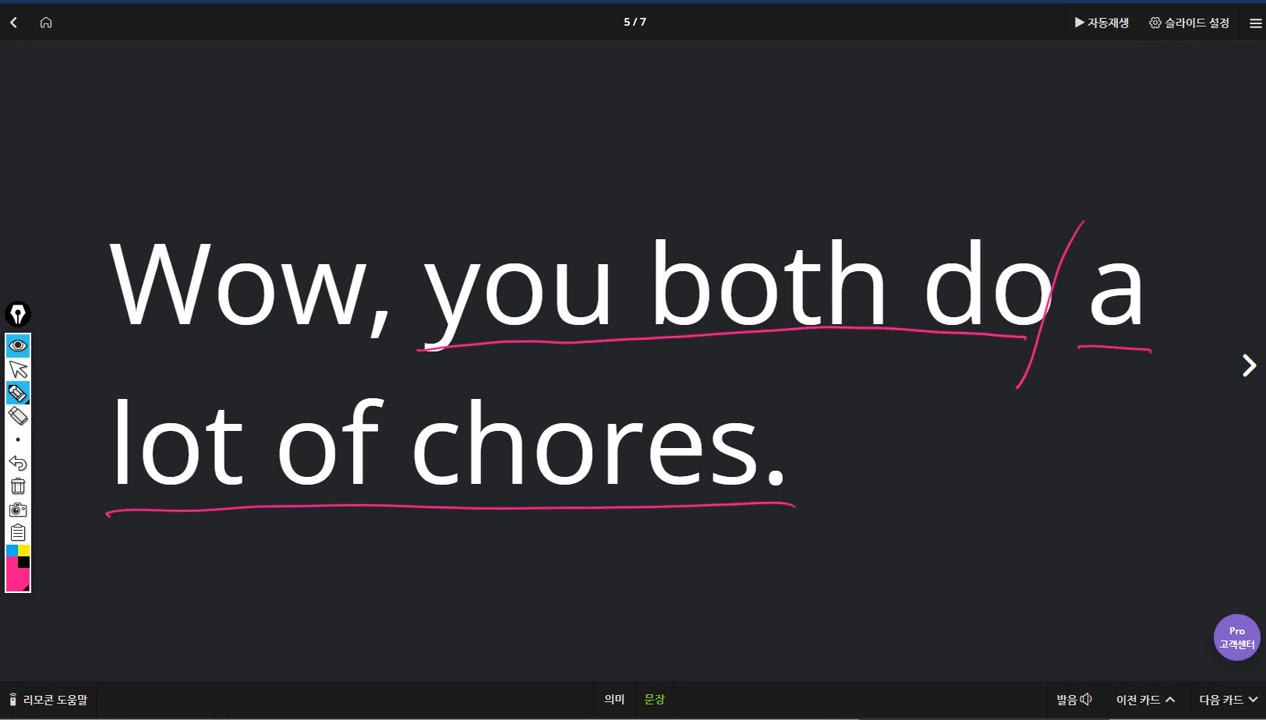 5 / 7
자동재생
슬라이드 설정
Wow, you both do a
lot of chores.
Pro
고객센터
리모콘 도움말
의미
문장
발음
이전 카드
다음 카드